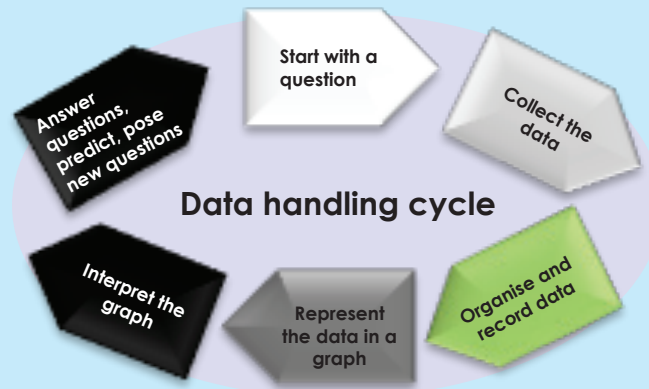 Start with a
question
Collect the
data
Organise and
record data
Represent
the data in a
graph
Interpret the
graph
Answer
questions,
predict, pose
new questions
Data handling cycle